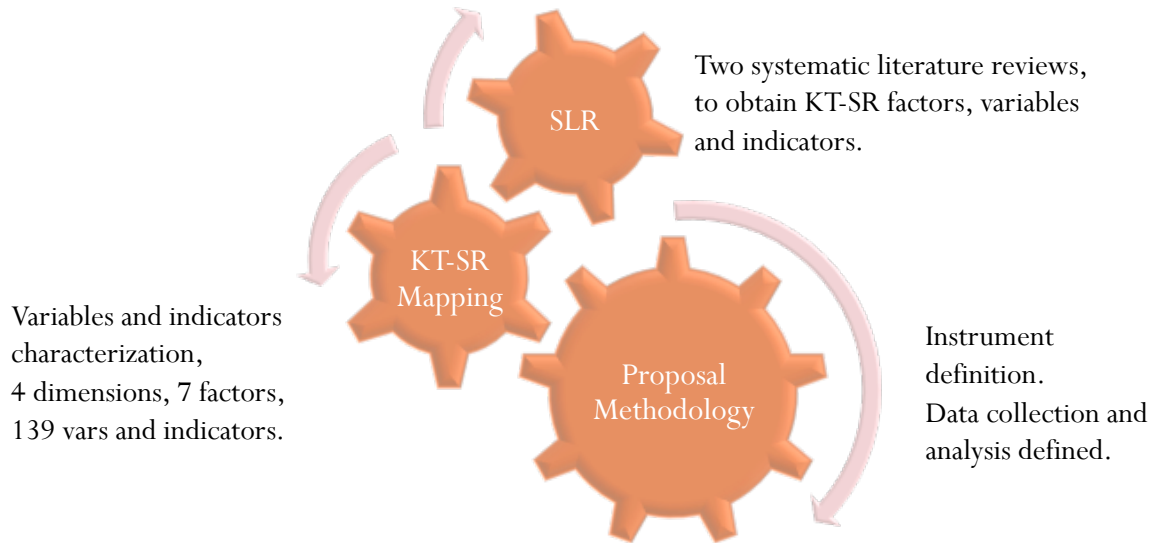 SLR
Two systematic literature reviews,
to obtain KT-SR factors, variables
and indicators.
KT-SR
Mapping
Variables and indicators
characterization,
4 dimensions, 7 factors,
139 vars and indicators.
Proposal
Methodology
Instrument
definition.
Data collection and
analysis defined.